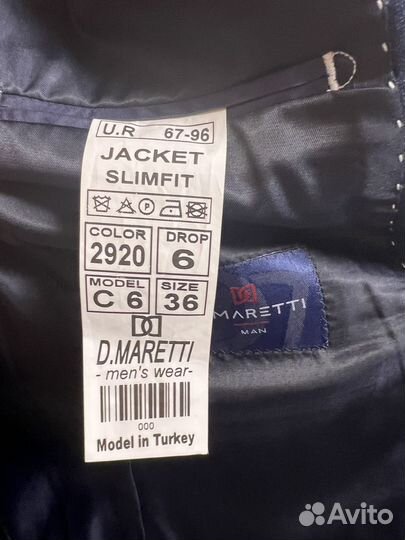 U.R 67-96
JACKET
SLIMFIT
COLOR DROP
2920 6
MODEL SIZE
C 6 36
D.MARETTI
- men's wear-
000
Model in Turkey
MARETTI
MAN
Avito